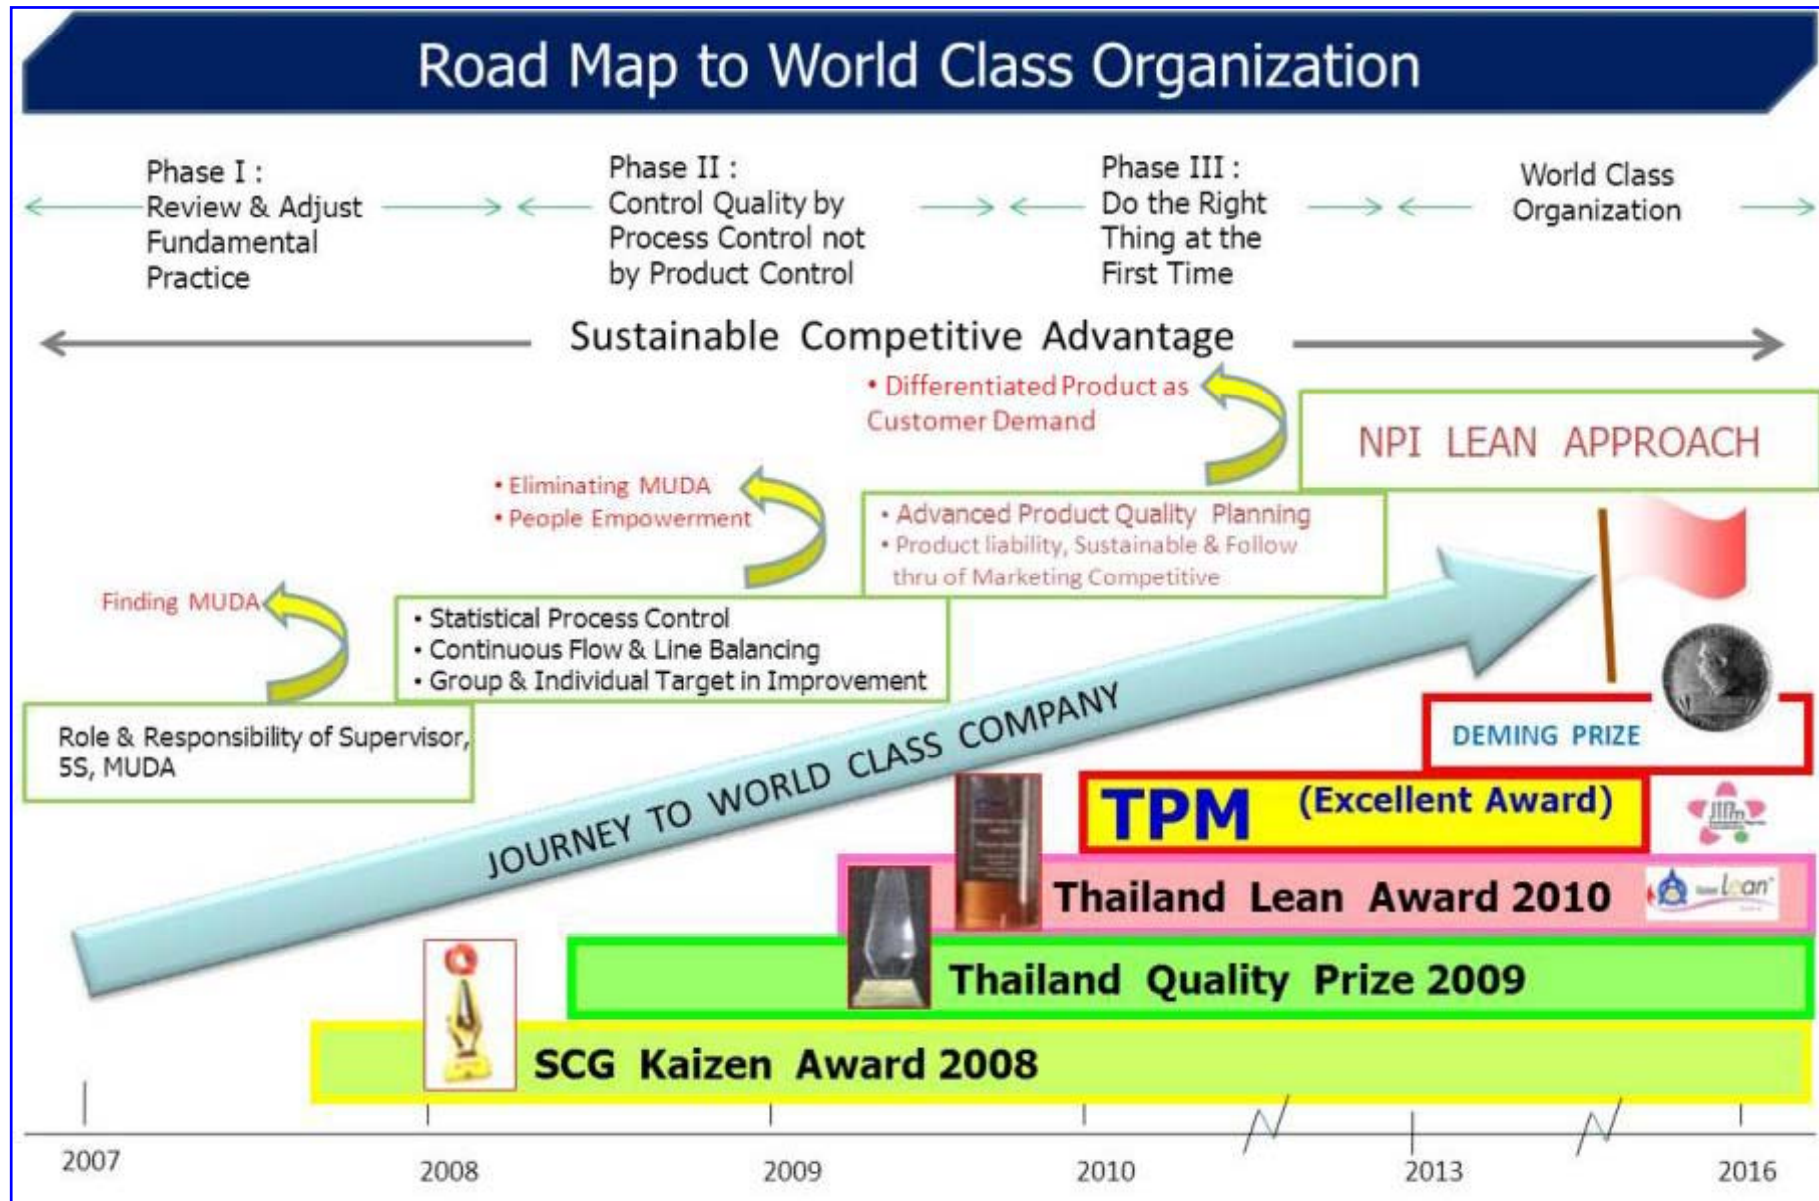 Road Map to World Class Organization
Phase I :
Review & Adjust
Fundamental
Practice
Phase II :
Control Quality by
Process Control not
by Product Control
Phase III :
Do the Right
Thing at the
First Time
World Class
Organization
Sustainable Competitive Advantage
• Differentiated Product as
Customer Demand
NPI LEAN APPROACH
• Eliminating MUDA
• People Empowerment
• Advanced Product Quality Planning
• Product liability, Sustainable & Follow
thru of Marketing Competitive
Finding MUDA
• Statistical Process Control
• Continuous Flow & Line Balancing
• Group & Individual Target in Improvement
Role & Responsibility of Supervisor,
5S, MUDA
JOURNEY TO WORLD CLASS COMPANY
DEMING PRIZE
TPM (Excellent Award)
JIPM
Thailand Lean Award 2010
Lean
Thailand Quality Prize 2009
SCG Kaizen Award 2008
2007
2008
2009
2010
2013
2016